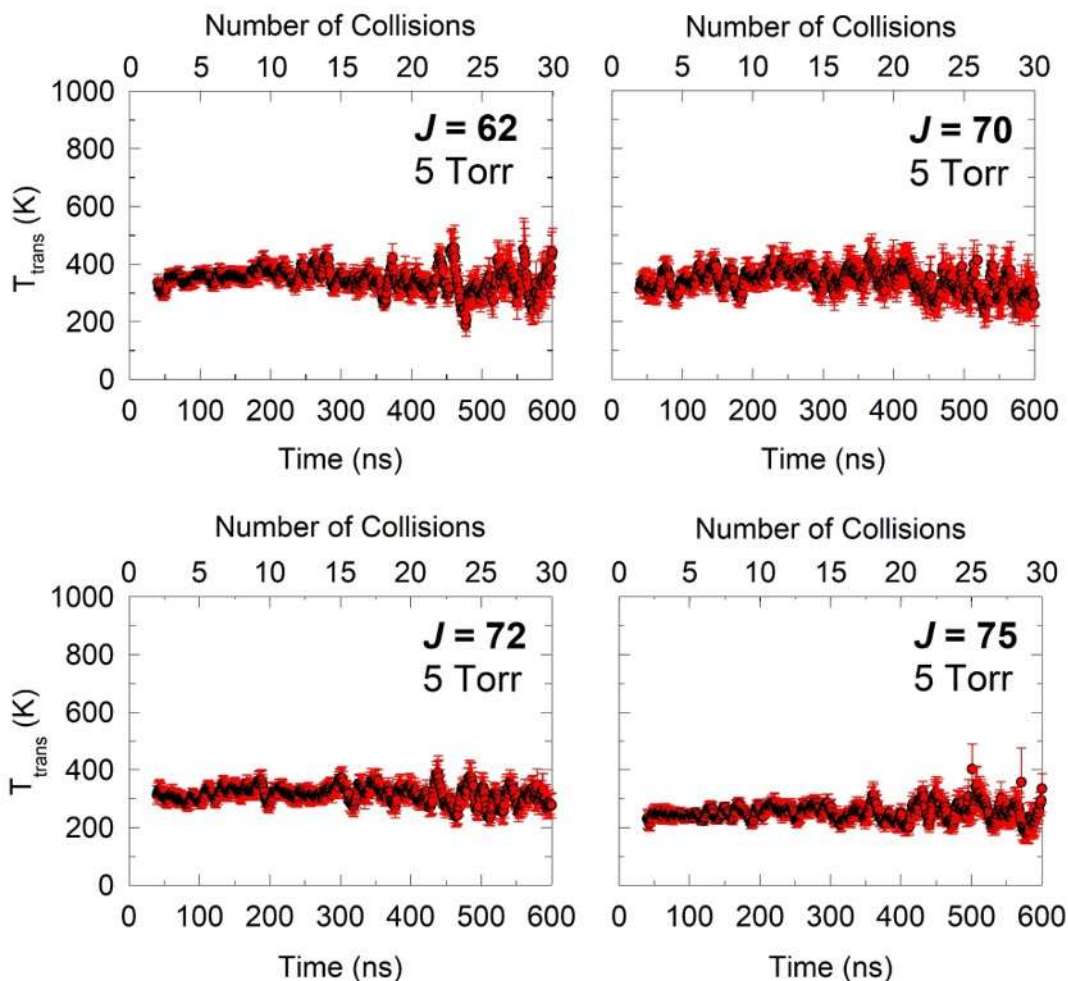 Number of Collisions
0 5 10 15 20 25 30
1000
800
600
400
200
0
T_trans (K)
J = 62
5 Torr
0 100 200 300 400 500 600
Time (ns)
Number of Collisions
0 5 10 15 20 25 30
J = 70
5 Torr
0 100 200 300 400 500 600
Time (ns)
Number of Collisions
0 5 10 15 20 25 30
1000
800
600
400
200
0
T_trans (K)
J = 72
5 Torr
0 100 200 300 400 500 600
Time (ns)
Number of Collisions
0 5 10 15 20 25 30
J = 75
5 Torr
0 100 200 300 400 500 600
Time (ns)